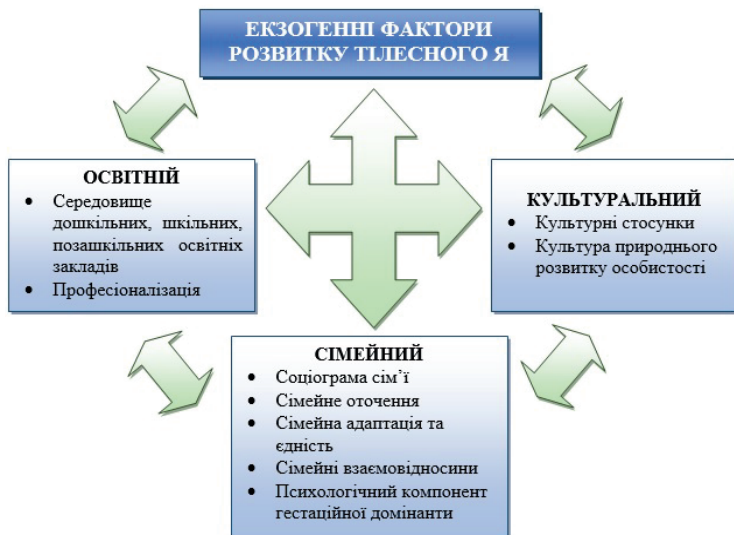 ЕКЗОГЕННІ ФАКТОРИ
РОЗВИТКУ ТІЛЕСНОГО Я
ОСВІТНІЙ
• Середовище
дошкільних, шкільних,
позашкільних освітніх
закладів
• Професіоналізація
КУЛЬТУРАЛЬНИЙ
• Культурні стосунки
• Культура природнього
розвитку особистості
СІМЕЙНИЙ
• Соціограма сім’ї
• Сімейне оточення
• Сімейна адаптація та
єдність
• Сімейні взаємовідносини
• Психологічний компонент
гестаційної домінанти